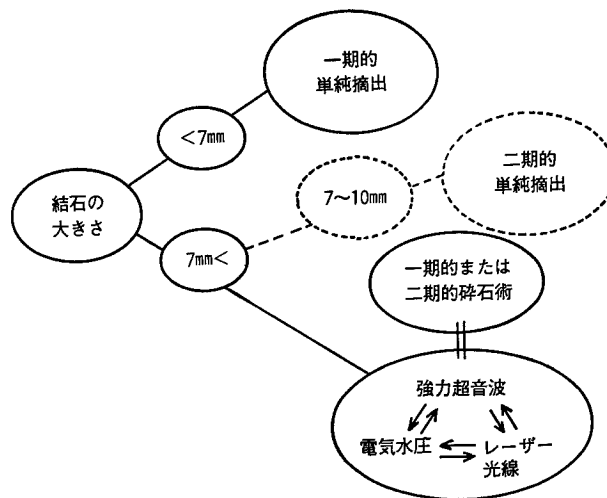 一期的
単純摘出
<7mm
結石の
大きさ
7mm<
7～10mm
二期的
単純摘出
一期的または
二期的砕石術
強力超音波
電気水圧
レーザー
光線